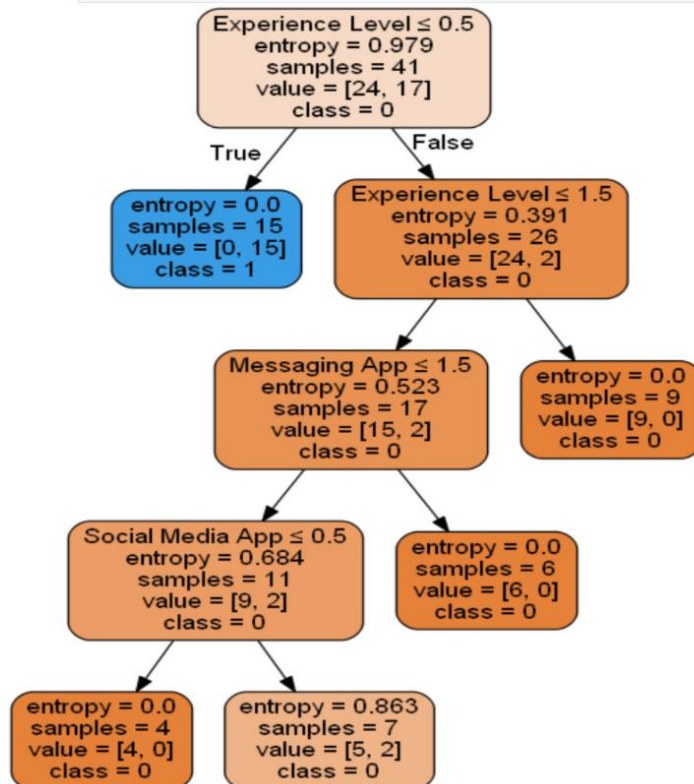 Experience Level ≤ 0.5
entropy = 0.979
samples = 41
value = [24, 17]
class = 0
True
False
entropy = 0.0
samples = 15
value = [0, 15]
class = 1
Experience Level ≤ 1.5
entropy = 0.391
samples = 26
value = [24, 2]
class = 0
Messaging App ≤ 1.5
entropy = 0.523
samples = 17
value = [15, 2]
class = 0
entropy = 0.0
samples = 9
value = [9, 0]
class = 0
Social Media App ≤ 0.5
entropy = 0.684
samples = 11
value = [9, 2]
class = 0
entropy = 0.0
samples = 6
value = [6, 0]
class = 0
entropy = 0.0
samples = 4
value = [4, 0]
class = 0
entropy = 0.863
samples = 7
value = [5, 2]
class = 0